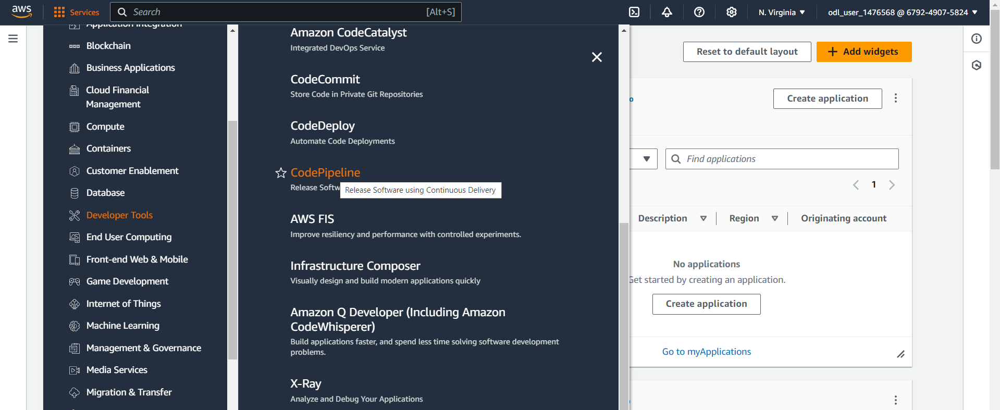 aws
Services
Search
[Alt+S]
N. Virginia
odl_user_1476568 @ 6792-4907-5824
Application Integration
Blockchain
Business Applications
Cloud Financial
Management
Compute
Containers
Customer Enablement
Database
Developer Tools
End User Computing
Front-end Web & Mobile
Game Development
Internet of Things
Machine Learning
Management & Governance
Media Services
Migration & Transfer
Amazon CodeCatalyst
Integrated DevOps Service
CodeCommit
Store Code in Private Git Repositories
CodeDeploy
Automate Code Deployments
CodePipeline
Release Softw
Release Software using Continuous Delivery
AWS FIS
Improve resiliency and performance with controlled experiments.
Infrastructure Composer
Visually design and build modern applications quickly
Amazon Q Developer (Including Amazon
CodeWhisperer)
Build applications faster, and spend less time solving software development
problems.
X-Ray
Analyze and Debug Your Applications
Reset to default layout
Add widgets
o
Create application
Find applications
1
Description
Region
Originating account
No applications
Get started by creating an application.
Create application
Go to myApplications